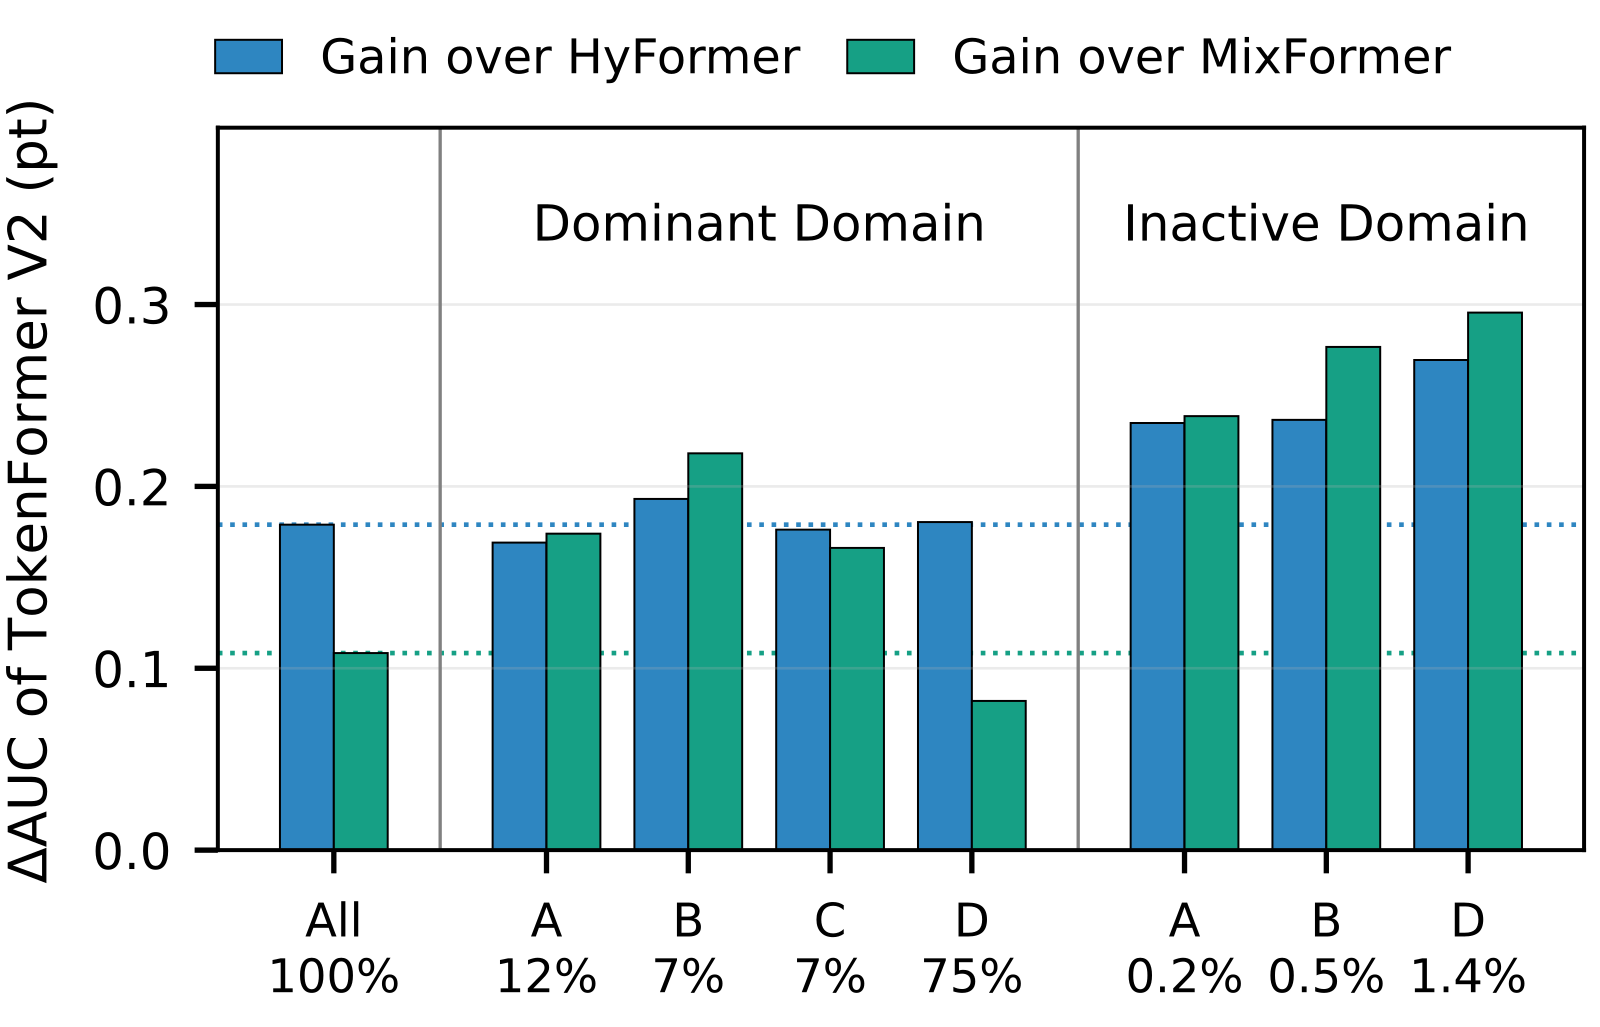 Gain over HyFormer Gain over MixFormer
ΔAUC of TokenFormer V2 (pt)
Dominant Domain Inactive Domain
0.3
0.2
0.1
0.0
All A B C D A B D
100% 12% 7% 7% 75% 0.2% 0.5% 1.4%